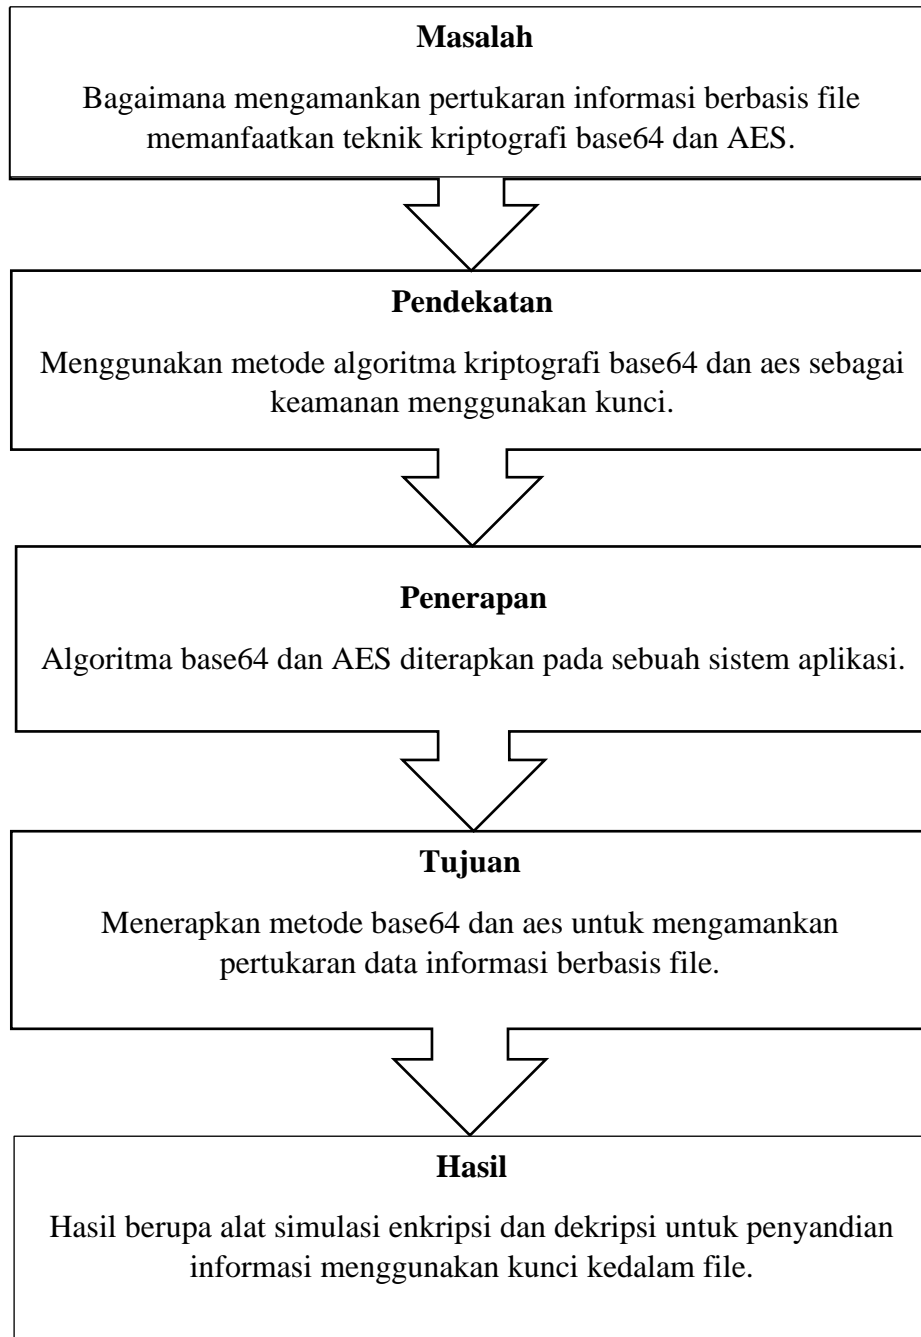 Masalah
Bagaimana mengamankan pertukaran informasi berbasis file
memanfaatkan teknik kriptografi base64 dan AES.
Pendekatan
Menggunakan metode algoritma kriptografi base64 dan aes sebagai
keamanan menggunakan kunci.
Penerapan
Algoritma base64 dan AES diterapkan pada sebuah sistem aplikasi.
Tujuan
Menerapkan metode base64 dan aes untuk mengamankan
pertukaran data informasi berbasis file.
Hasil
Hasil berupa alat simulasi enkripsi dan dekripsi untuk penyandian
informasi menggunakan kunci kedalam file.